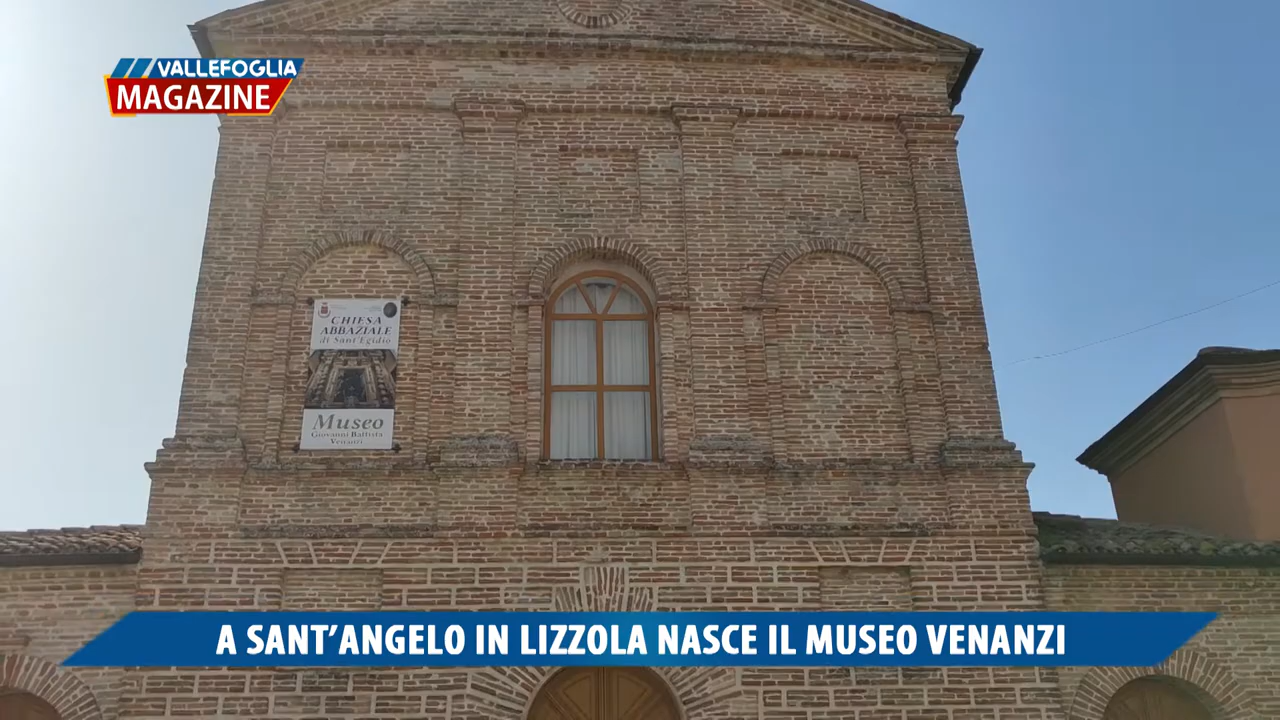 VALLEFOGLIA
MAGAZINE
CHIESA
ABBAZIALE
di Sant'Egidio
Museo
Giovanni Battista
Venanzi
A SANT'ANGELO IN LIZZOLA NASCE IL MUSEO VENANZI